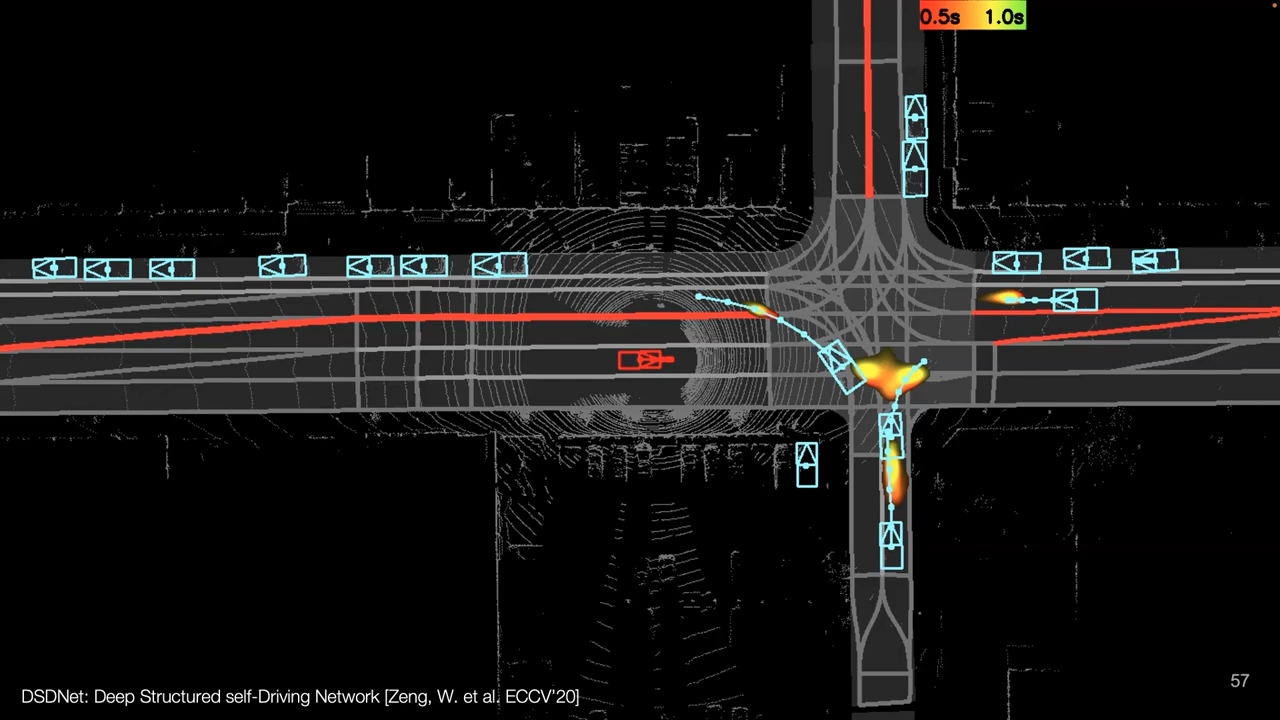 0.5s 1.0s
57
DSDNet: Deep Structured self-Driving Network [Zeng, W. et al. ECCV'20]